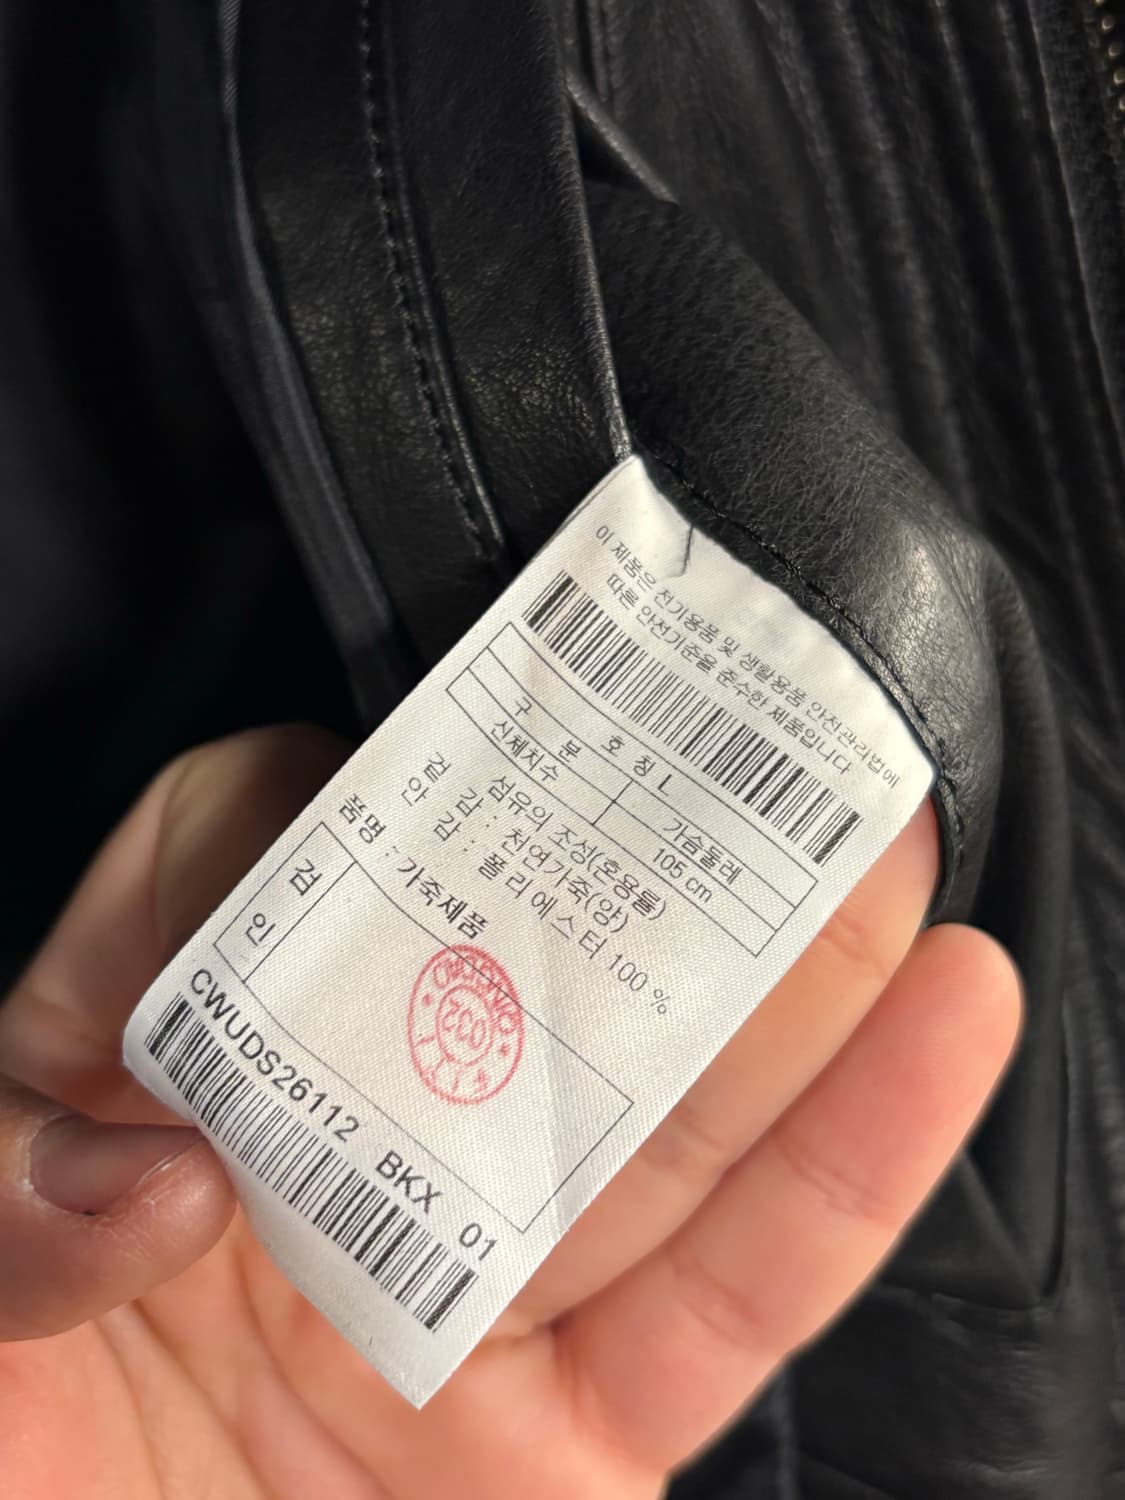 이 제품은 전기용품 및 생활용품 안전관리법에
따른 안전기준을 준수한 제품입니다
구 분 호 칭 L
신체치수 가슴둘레
105 cm
섬유의 조성(혼용률)
겉 감 : 천연가죽(양)
안 감 : 폴리에스터 100 %
품명 : 가죽제품
검
인
032
CWUDS26112 BKX 01